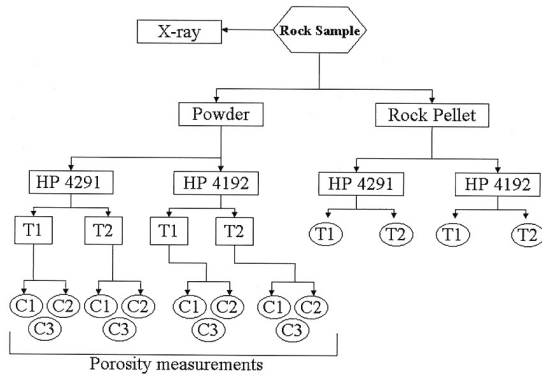 X-ray
Rock Sample
Powder
Rock Pellet
HP 4291
HP 4192
HP 4291
HP 4192
T1
T2
T1
T2
T1
T2
T1
T2
C1
C2
C1
C2
C1
C2
C1
C2
C3
C3
C3
C3
Porosity measurements